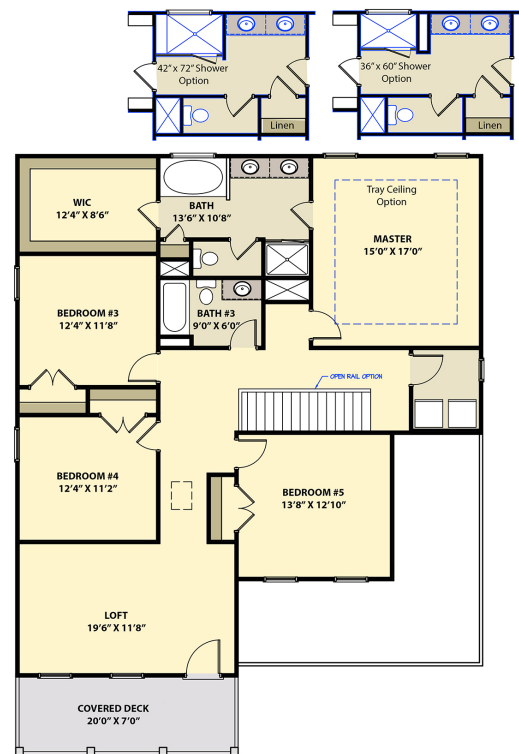 42" x 72" Shower
Option
Linen
36" x 60" Shower
Option
Linen
WIC
12'4" X 8'6"
BATH
13'6" X 10'8"
Tray Ceiling
Option
MASTER
15'0" X 17'0"
BEDROOM #3
12'4" X 11'8"
BATH #3
9'0" X 6'0"
OPEN RAIL OPTION
BEDROOM #4
12'4" X 11'2"
BEDROOM #5
13'8" X 12'10"
LOFT
19'6" X 11'8"
COVERED DECK
20'0" X 7'0"